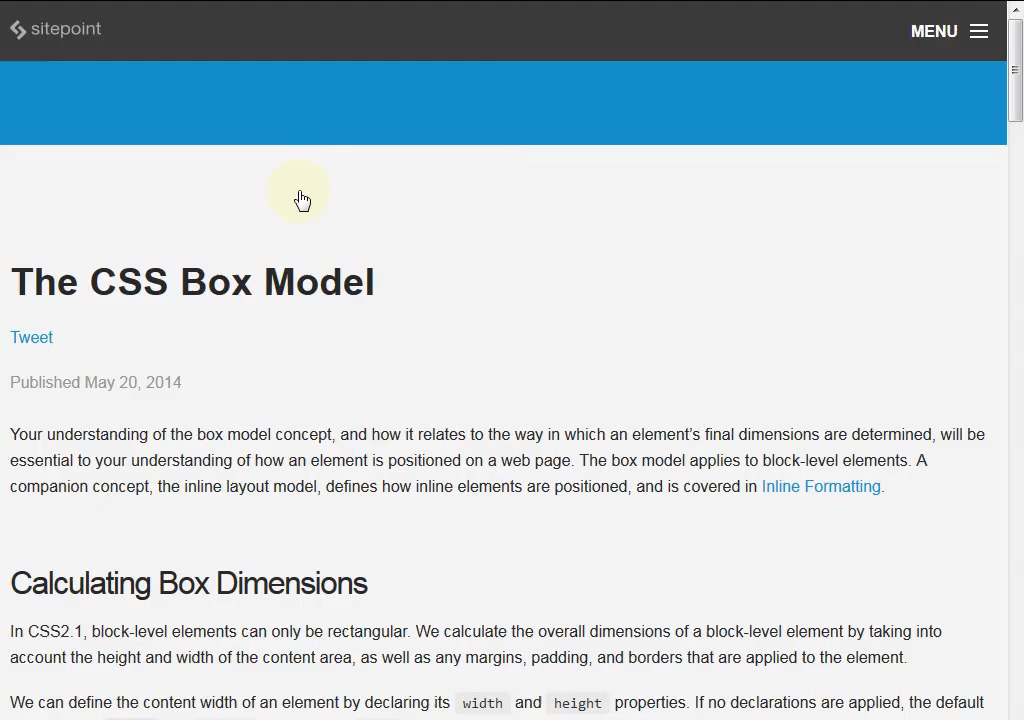 sitepoint
MENU
The CSS Box Model
Tweet
Published May 20, 2014
Your understanding of the box model concept, and how it relates to the way in which an element’s final dimensions are determined, will be
essential to your understanding of how an element is positioned on a web page. The box model applies to block-level elements. A
companion concept, the inline layout model, defines how inline elements are positioned, and is covered in Inline Formatting.
Calculating Box Dimensions
In CSS2.1, block-level elements can only be rectangular. We calculate the overall dimensions of a block-level element by taking into
account the height and width of the content area, as well as any margins, padding, and borders that are applied to the element.
We can define the content width of an element by declaring its width and height properties. If no declarations are applied, the default